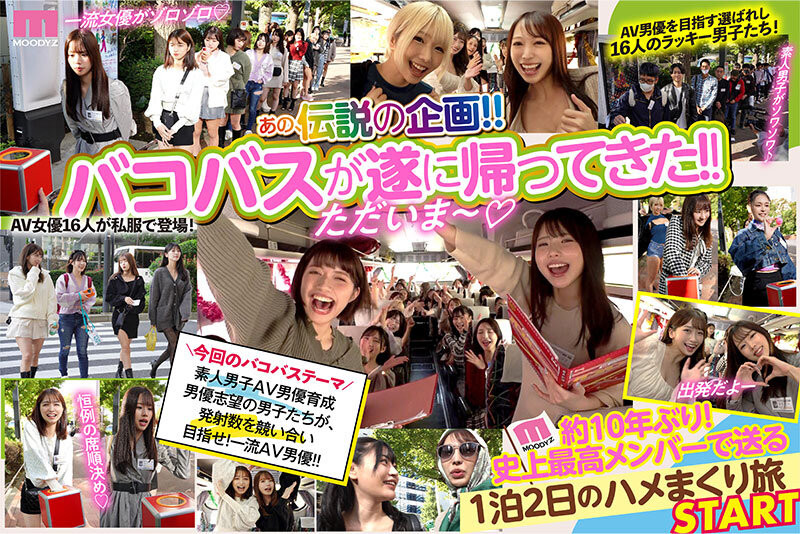 MOODYZ
一流女優がゾロゾロ♡
AV男優を目指す選ばれし
16人のラッキー男子たち!
素人男子がゾロゾロ♪
あの伝説の企画!!
バコバスが遂に帰ってきた!!
ただいま〜♡
AV女優16人が私服で登場!
\今回のバコバステーマ/
素人男子AV男優育成
男優志望の男子たちが、
発射数を競い合い
目指せ!一流AV男優!!
恒例の席順決め♡
出発だよー
MOODYZ
約10年ぶり!
史上最高メンバーで送る
1泊2日のハメまくり旅
START